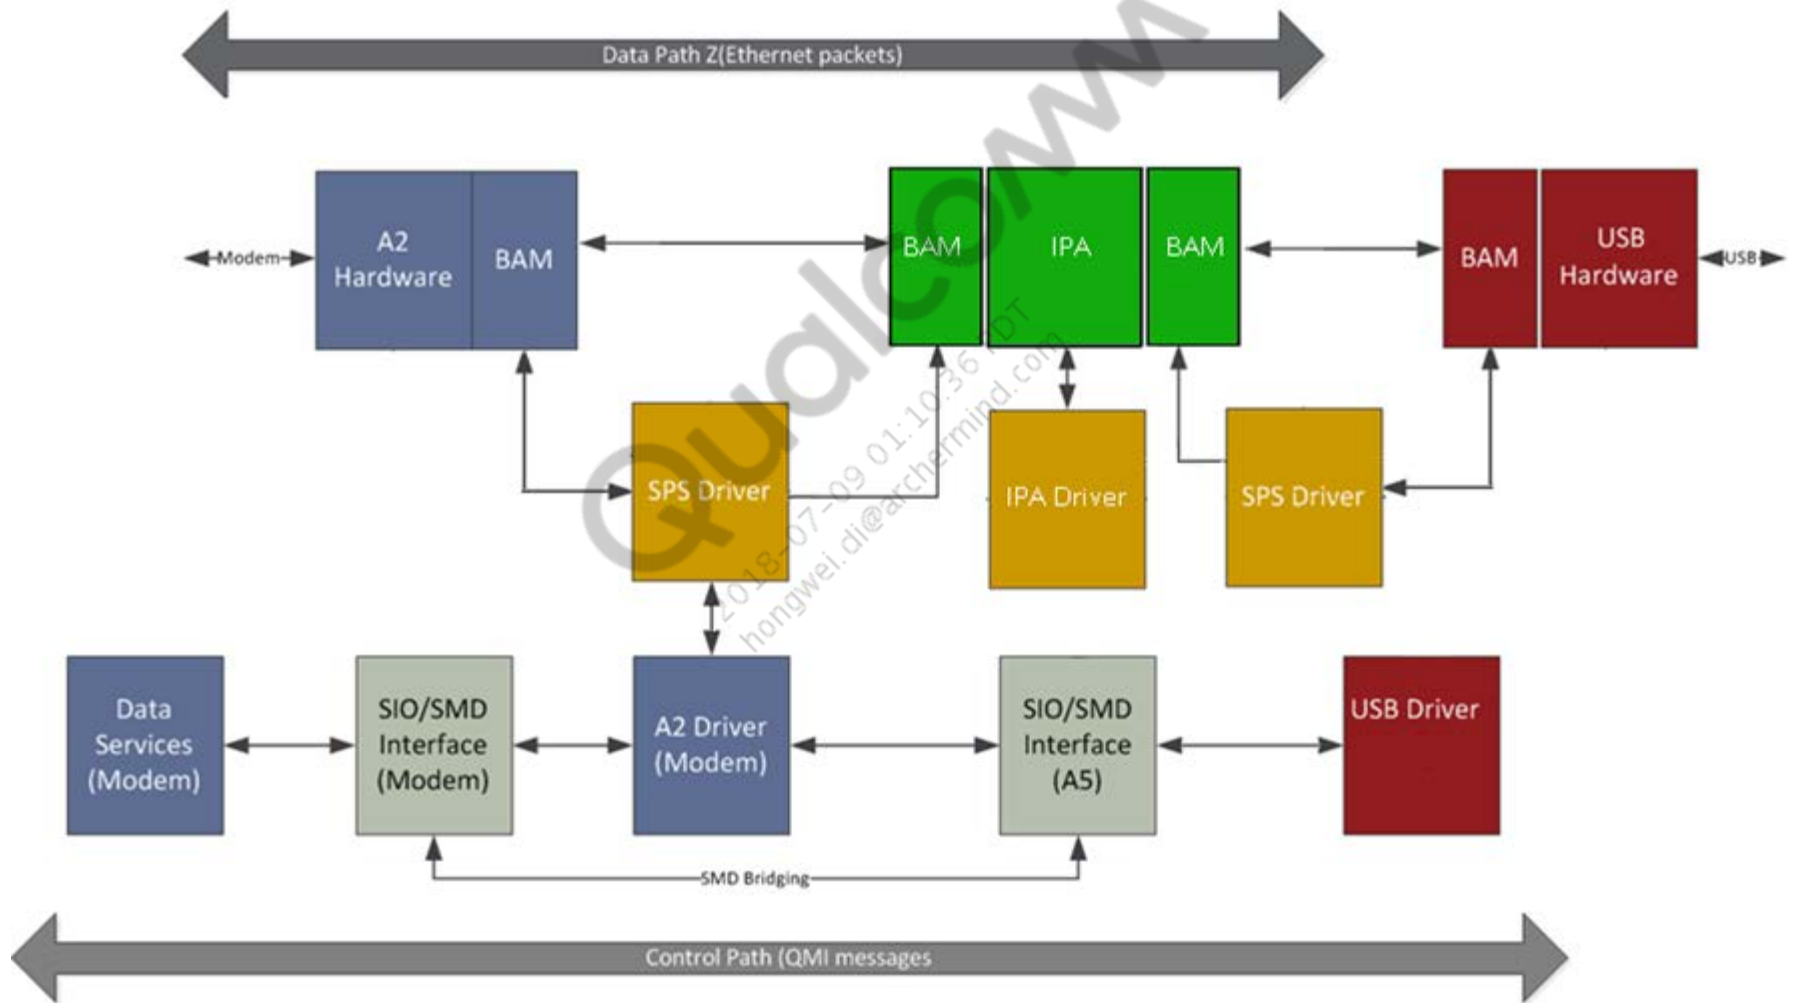 Data Path Z(Ethernet packets)
Modem
A2
Hardware
BAM
BAM
IPA
BAM
BAM
USB
Hardware
USB
SPS Driver
IPA Driver
SPS Driver
Qualcomm
2018-07-09 01:10:36 PDT
hongwei.di@archermind.com
Data
Services
(Modem)
SIO/SMD
Interface
(Modem)
A2 Driver
(Modem)
SIO/SMD
Interface
(A5)
USB Driver
SMD Bridging
Control Path (QMI messages